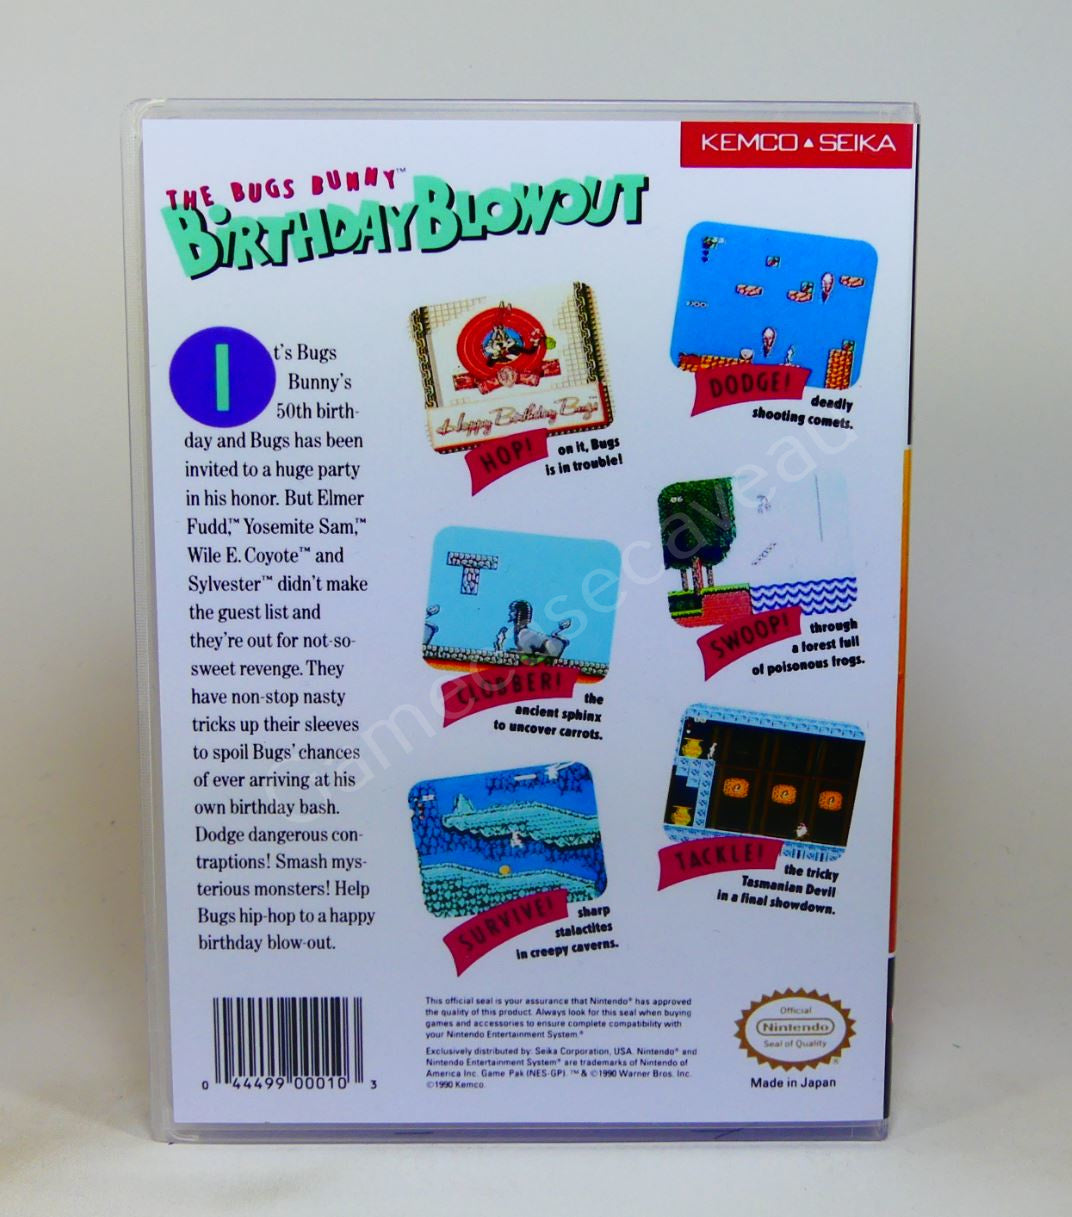 KEMCO▲SEIKA
THE BUGS BUNNY™
BIRTHDAY BLOWOUT
It's Bugs
Bunny's
50th birth-
day and Bugs has been
invited to a huge party
in his honor. But Elmer
Fudd,™ Yosemite Sam,™
Wile E. Coyote™ and
Sylvester™ didn't make
the guest list and
they're out for not-so-
sweet revenge. They
have non-stop nasty
tricks up their sleeves
to spoil Bugs' chances
of ever arriving at his
own birthday bash.
Dodge dangerous con-
traptions! Smash mys-
terious monsters! Help
Bugs hip-hop to a happy
birthday blow-out.
Happy Birthday Bugs
HOP! on it, Bugs
is in trouble!
DODGE! deadly
shooting comets.
CLOBBER! the
ancient sphinx
to uncover carrots.
SWOOP! through
a forest full
of poisonous frogs.
SURVIVE! sharp
stalactites
in creepy caverns.
TACKLE! the tricky
Tasmanian Devil
in a final showdown.
0 44499 00010 3
This official seal is your assurance that Nintendo® has approved
the quality of this product. Always look for this seal when buying
games and accessories to ensure complete compatibility with
your Nintendo Entertainment System.®
Exclusively distributed by: Seika Corporation, USA. Nintendo® and
Nintendo Entertainment System® are trademarks of Nintendo of
America Inc. Game Pak (NES-GP). ™ & ©1990 Warner Bros. Inc.
©1990 Kemco.
Official
Nintendo
Seal of Quality
®
Made in Japan
Gamecasecaveau